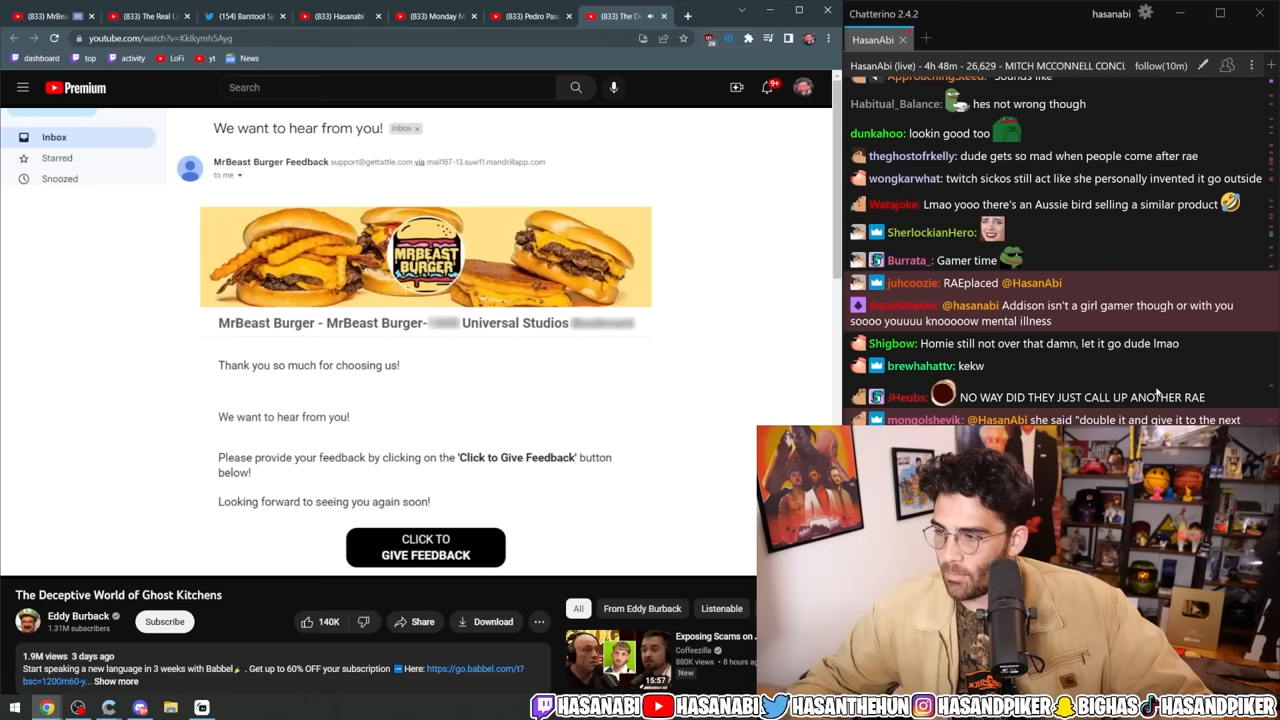 (833) MrBea
(833) The Real Li
(154) Barstool Sp
(833) Hasanabi -
(833) Monday M
(833) Pedro Pasc
(833) The De
youtube.com/watch?v=Kklkymh5Ayg
28
dashboard
top
activity
LoFi
yt
News
Premium
Search
9+
Inbox
Starred
Snoozed
We want to hear from you!
Inbox ×
MrBeast Burger Feedback support@gettattle.com via mail187-13.suw11.mandrillapp.com
to me
MRBEAST
BURGER
MrBeast Burger - MrBeast Burger- Universal Studios
Thank you so much for choosing us!
We want to hear from you!
Please provide your feedback by clicking on the 'Click to Give Feedback' button
below!
Looking forward to seeing you again soon!
CLICK TO
GIVE FEEDBACK
The Deceptive World of Ghost Kitchens
Eddy Burback
1.31M subscribers
Subscribe
140K
Share
Download
1.9M views 3 days ago
Start speaking a new language in 3 weeks with Babbel. Get up to 60% OFF your subscription Here: https://go.babbel.com/t?
bsc=1200m60-y... Show more
All
From Eddy Burback
Listenable
Exposing Scams on J
Coffeezilla
880K views • 8 hours ag
New
15:57
Chatterino 2.4.2
hasanabi
HasanAbi
HasanAbi (live) - 4h 48m - 26,629 - MITCH MCCONNELL CONCU
follow(10m)
ApproachingSteed: Sounds like
Habitual_Balance: hes not wrong though
dunkahoo: lookin good too
theghostofrkelly: dude gets so mad when people come after rae
wongkarwhat: twitch sickos still act like she personally invented it go outside
Watajoke: Lmao yooo there's an Aussie bird selling a similar product
SherlockianHero:
Burrata_: Gamer time
juhcoozie: RAEplaced @HasanAbi
@hasanabi Addison isn't a girl gamer though or with you
soooo youuuu knooooow mental illness
Shigbow: Homie still not over that damn, let it go dude lmao
brewhahattv: kekw
JHeubs: NO WAY DID THEY JUST CALL UP ANOTHER RAE
mongolshevik: @HasanAbi she said "double it and give it to the next
HASANABI
HASANABI
HASANTHEHUN
HASANDPIKER
BIGHAS
HASANDPIKER